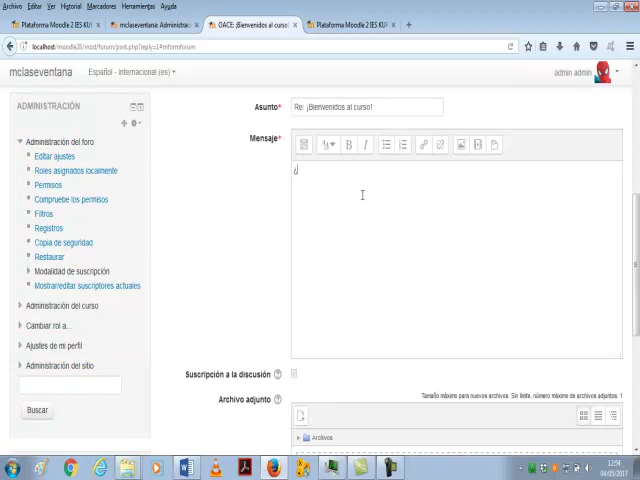 Archivo Editar Ver Historial Marcadores Herramientas Ayuda
Plataforma Moodle 2 IES KU
mclaseventana: Administrac
OACE: ¡Bienvenidos al curso!
Plataforma Moodle 2 IES KU
localhost/moodle28/mod/forum/post.php?reply=1#mformforum
mclaseventana
Español - Internacional (es)
admin admin
ADMINISTRACIÓN
Administración del foro
Editar ajustes
Roles asignados localmente
Permisos
Compruebe los permisos
Filtros
Registros
Copia de seguridad
Restaurar
Modalidad de suscripción
Mostrar/editar suscriptores actuales
Administración del curso
Cambiar rol a...
Ajustes de mi perfil
Administración del sitio
Buscar
Asunto*
Re: ¡Bienvenidos al curso!
Mensaje*
¿
Suscripción a la discusión
Archivo adjunto
Tamaño máximo para nuevos archivos: Sin límite, número máximo de archivos adjuntos: 1
Archivos
12:54
04/05/2017